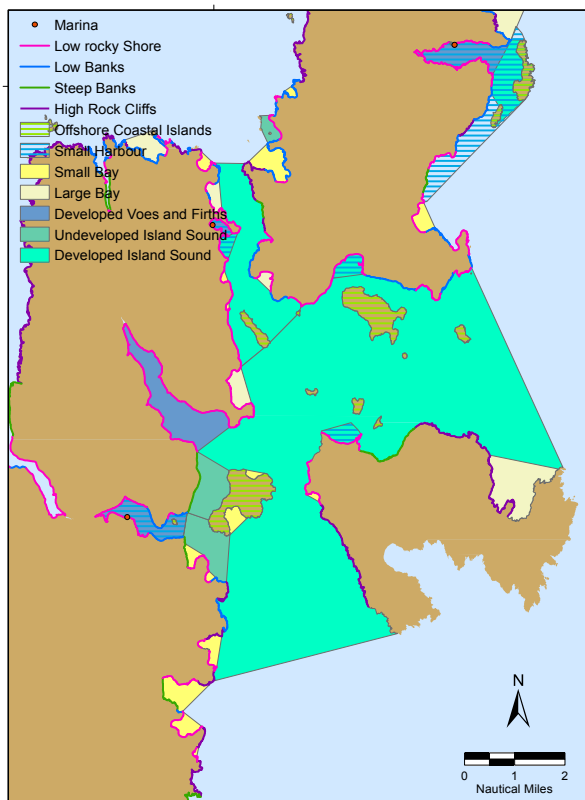 Marina
Low rocky Shore
Low Banks
Steep Banks
High Rock Cliffs
Offshore Coastal Islands
Small Harbour
Small Bay
Large Bay
Developed Voes and Firths
Undeveloped Island Sound
Developed Island Sound
N
0 1 2
Nautical Miles